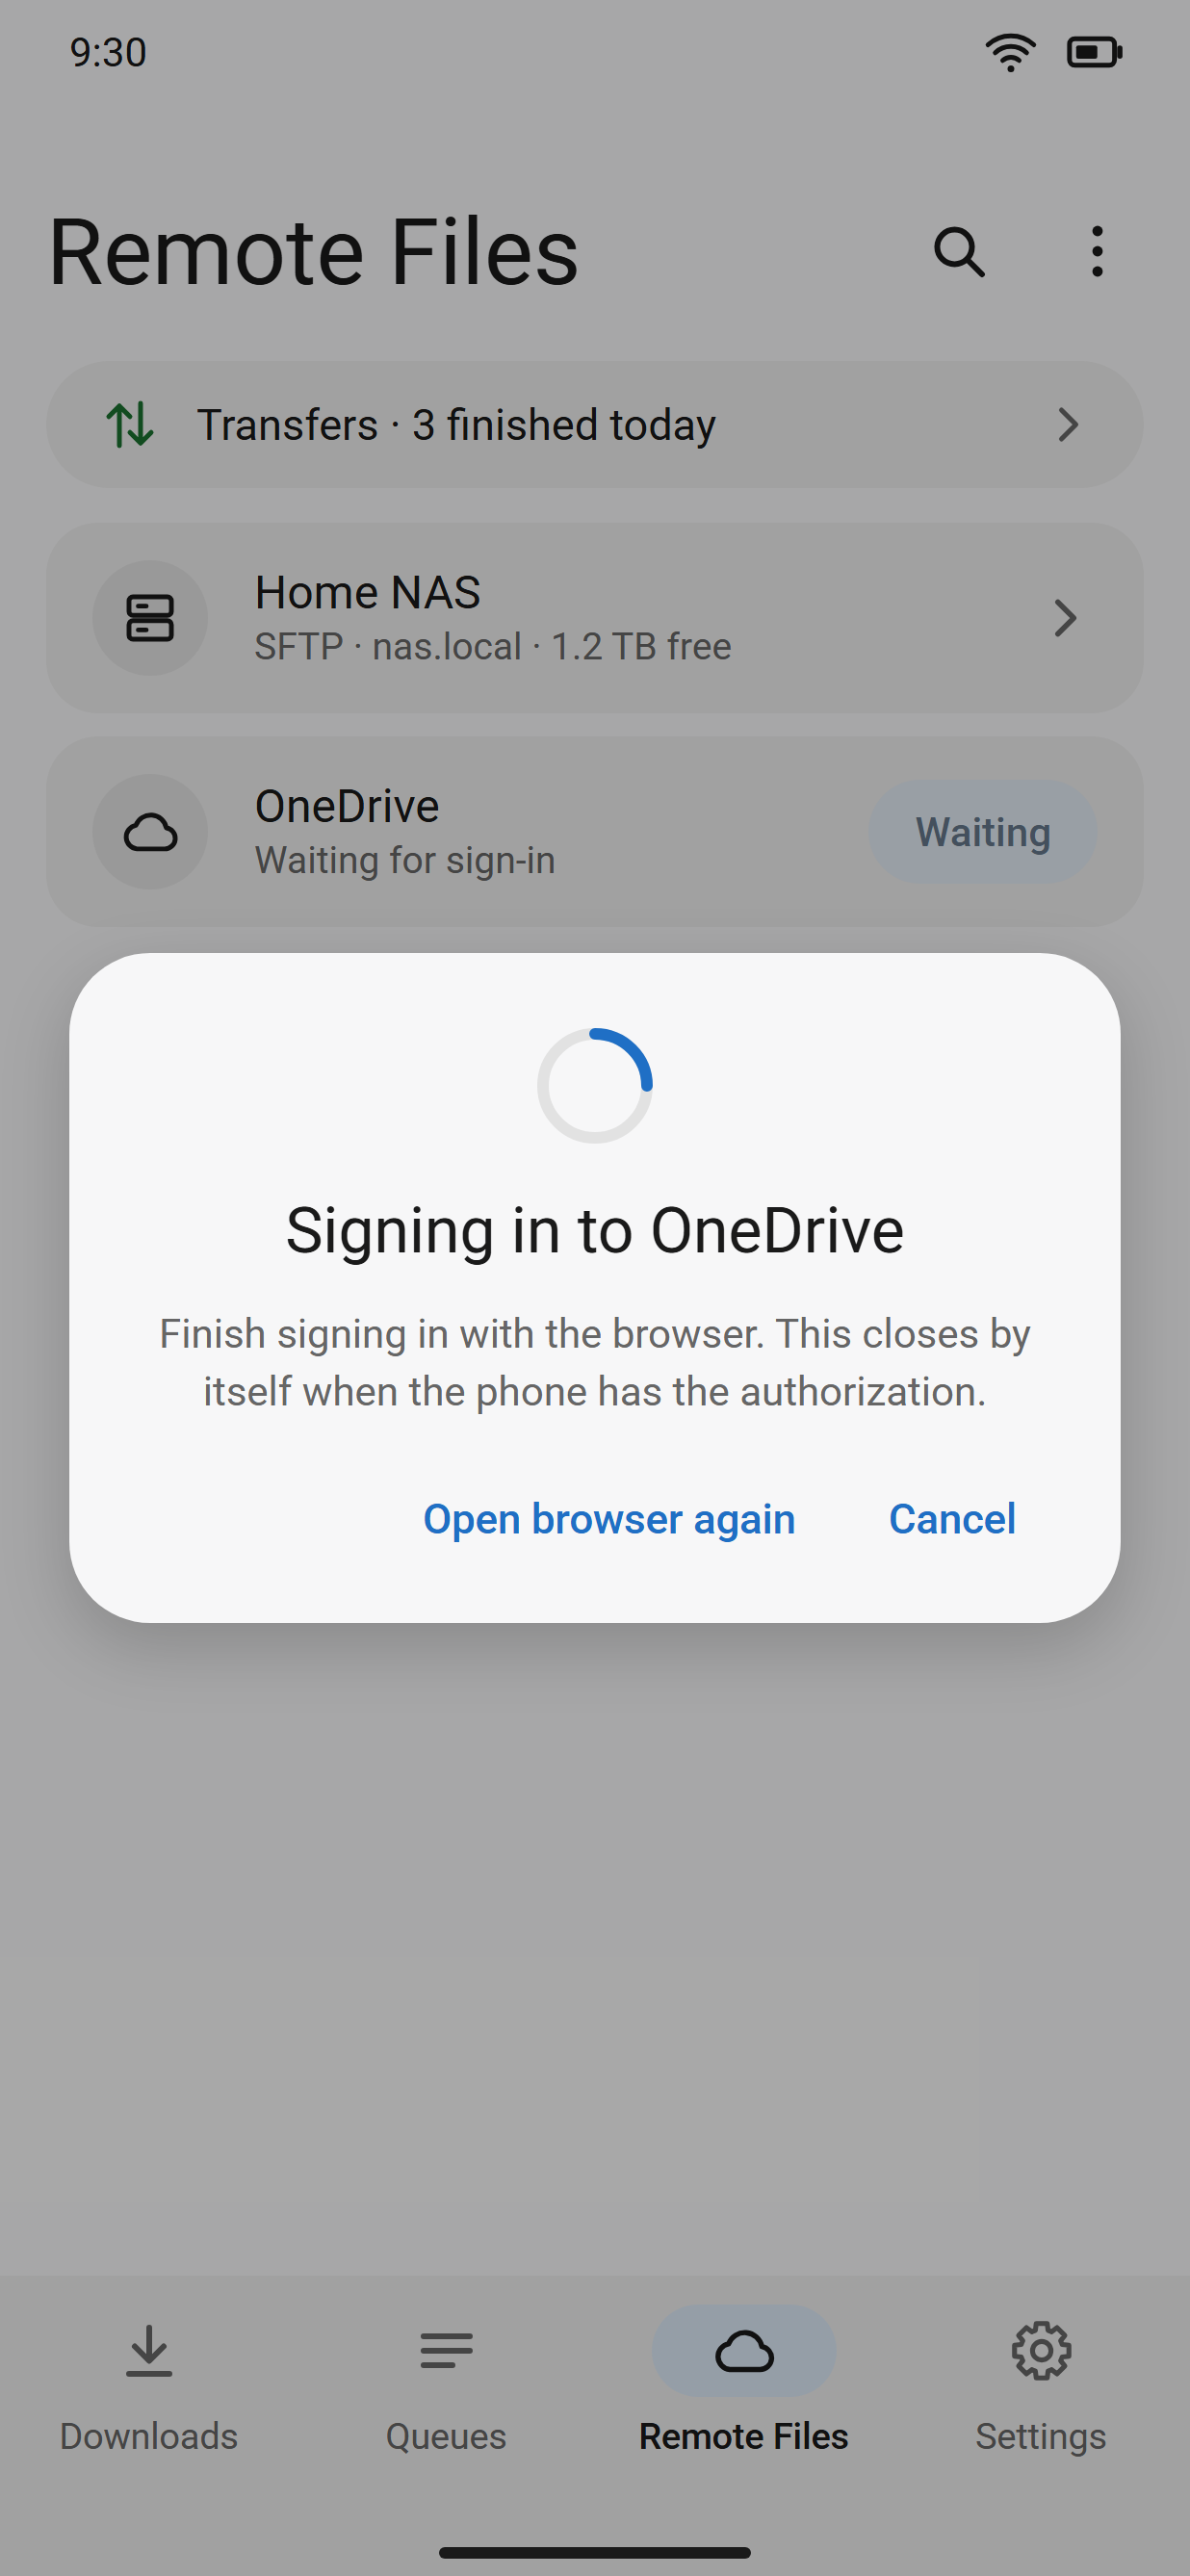 9:30
Remote Files
Transfers · 3 finished today
Home NAS
SFTP · nas.local · 1.2 TB free
OneDrive
Waiting for sign-in
Waiting
Signing in to OneDrive
Finish signing in with the browser. This closes by
itself when the phone has the authorization.
Open browser again
Cancel
Downloads
Queues
Remote Files
Settings